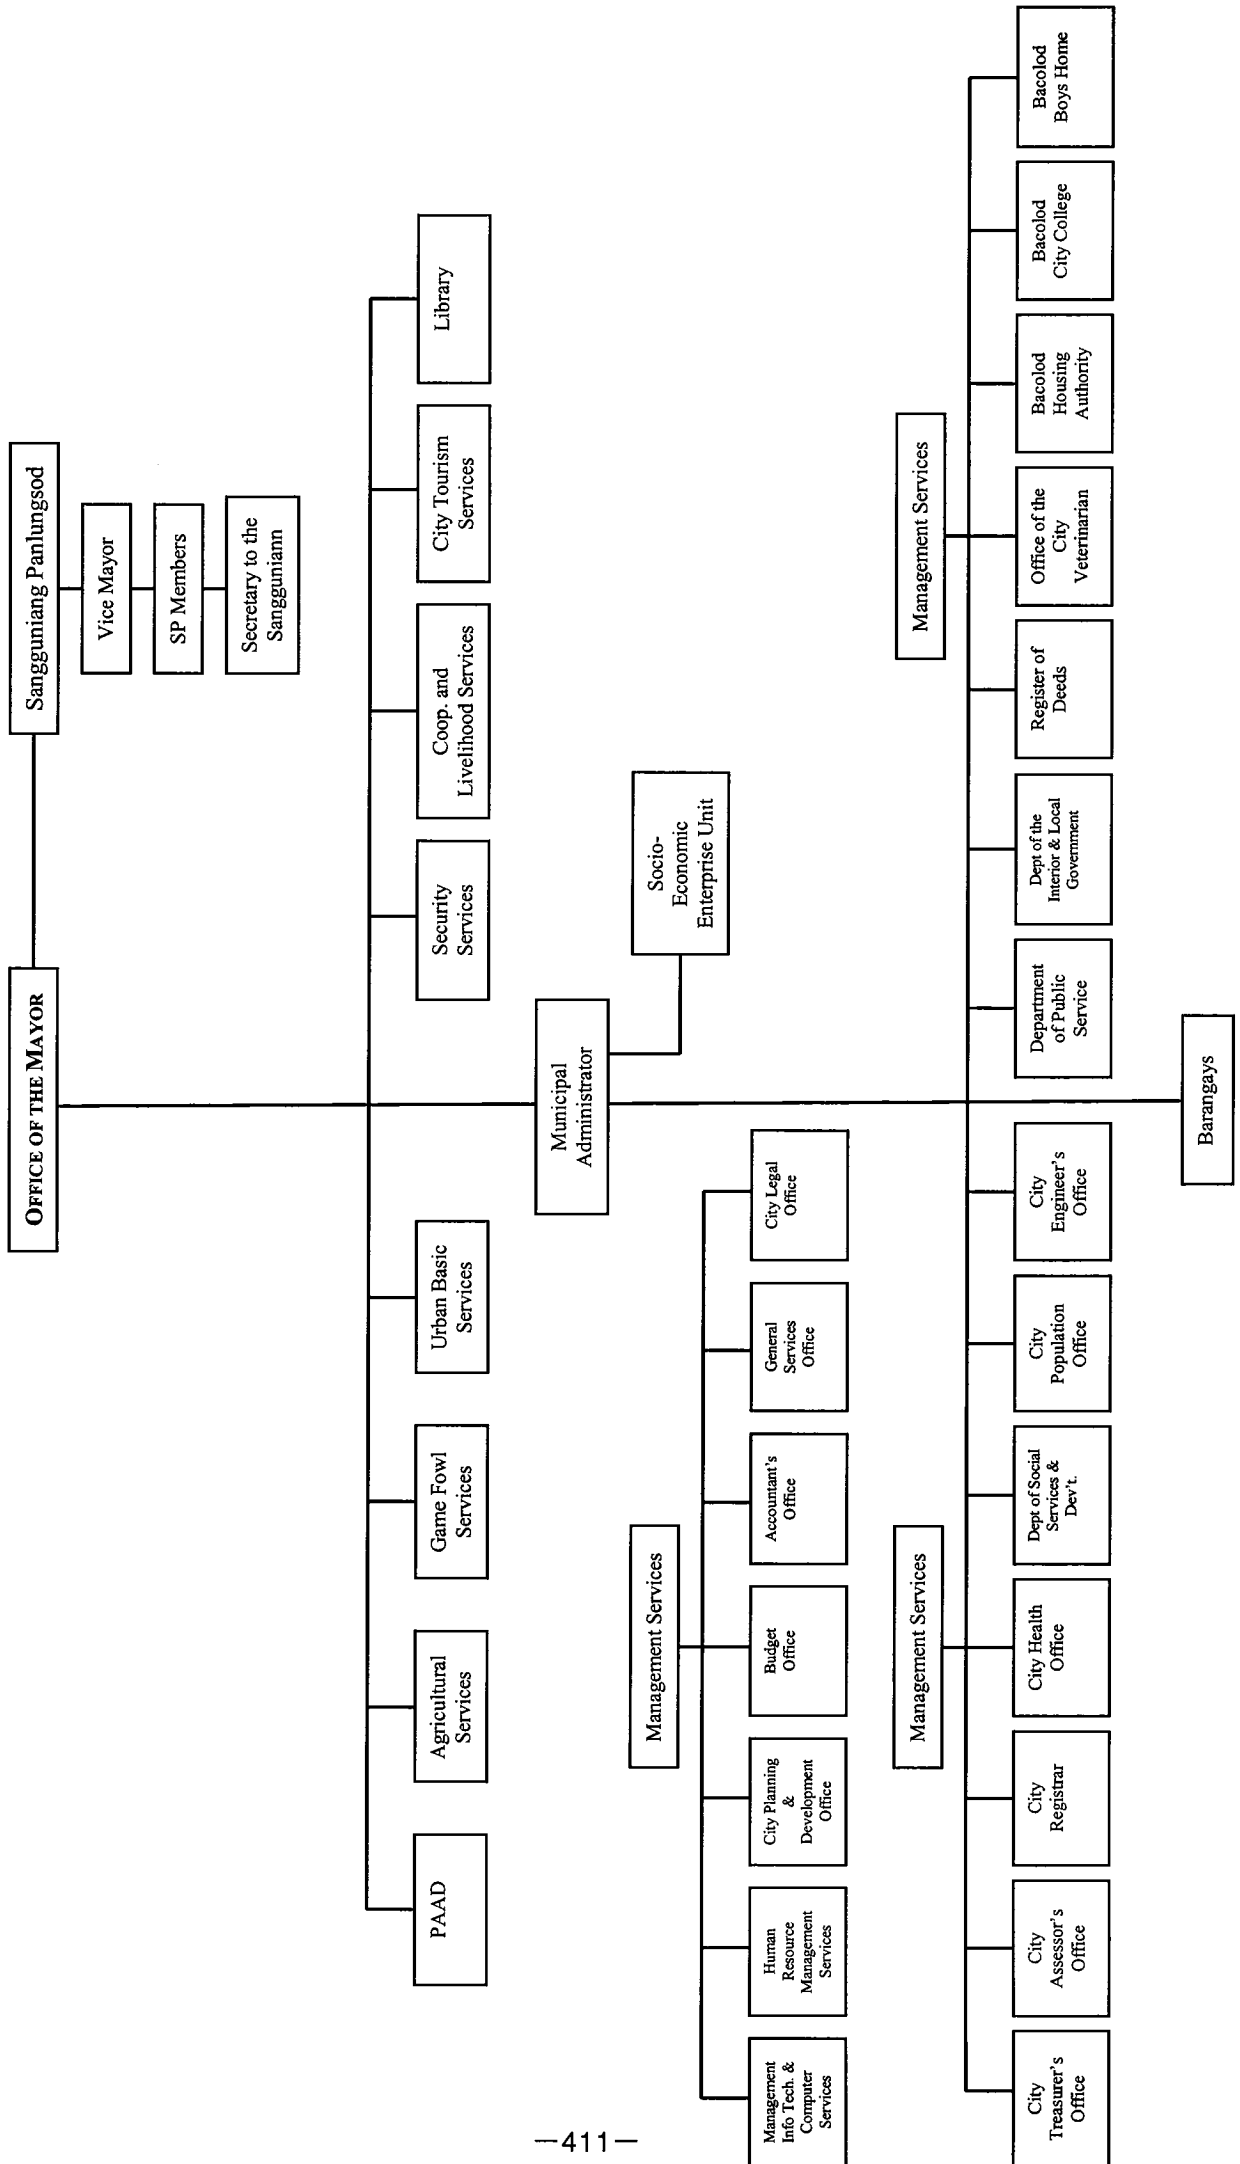 OFFICE OF THE MAYOR
Sangguniang Panlungsod
Vice Mayor
SP Members
Secretary to the
Sangguniann
PAAD
Agricultural
Services
Game Fowl
Services
Urban Basic
Services
Security
Services
Coop. and
Livelihood Services
City Tourism
Services
Library
Municipal
Administrator
Socio-
Economic
Enterprise Unit
Management Services
Management
Info Tech. &
Computer
Services
Human
Resource
Management
Services
City Planning
&
Development
Office
Budget
Office
Accountant's
Office
General
Services
Office
City Legal
Office
Management Services
Management Services
City
Treasurer's
Office
City
Assessor's
Office
City
Registrar
City Health
Office
Dept of Social
Services &
Dev't.
City
Population
Office
City
Engineer's
Office
Department
of Public
Service
Dept of the
Interior & Local
Government
Register of
Deeds
Office of the
City
Veterinarian
Bacolod
Housing
Authority
Bacolod
City College
Bacolod
Boys Home
Barangays
—411—